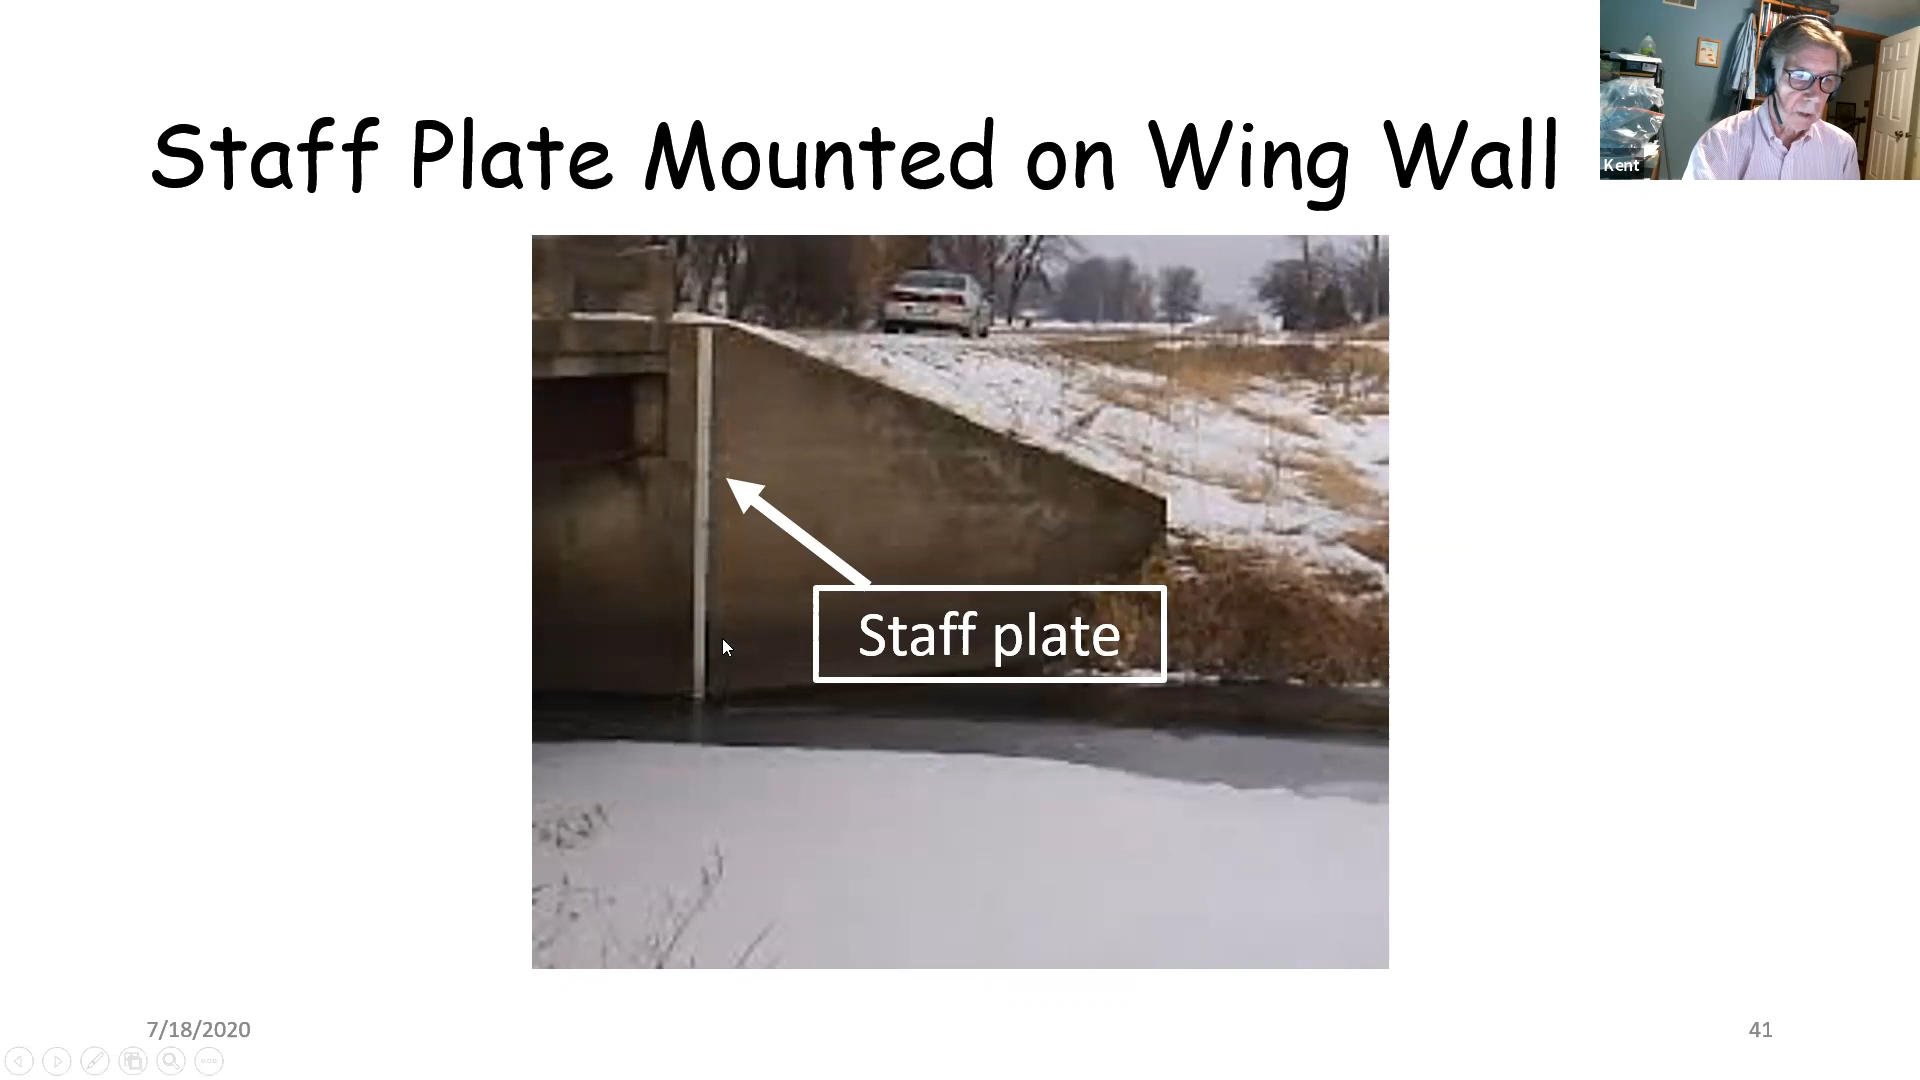 Staff Plate Mounted on Wing Wall
Kent
Staff plate
7/18/2020
41